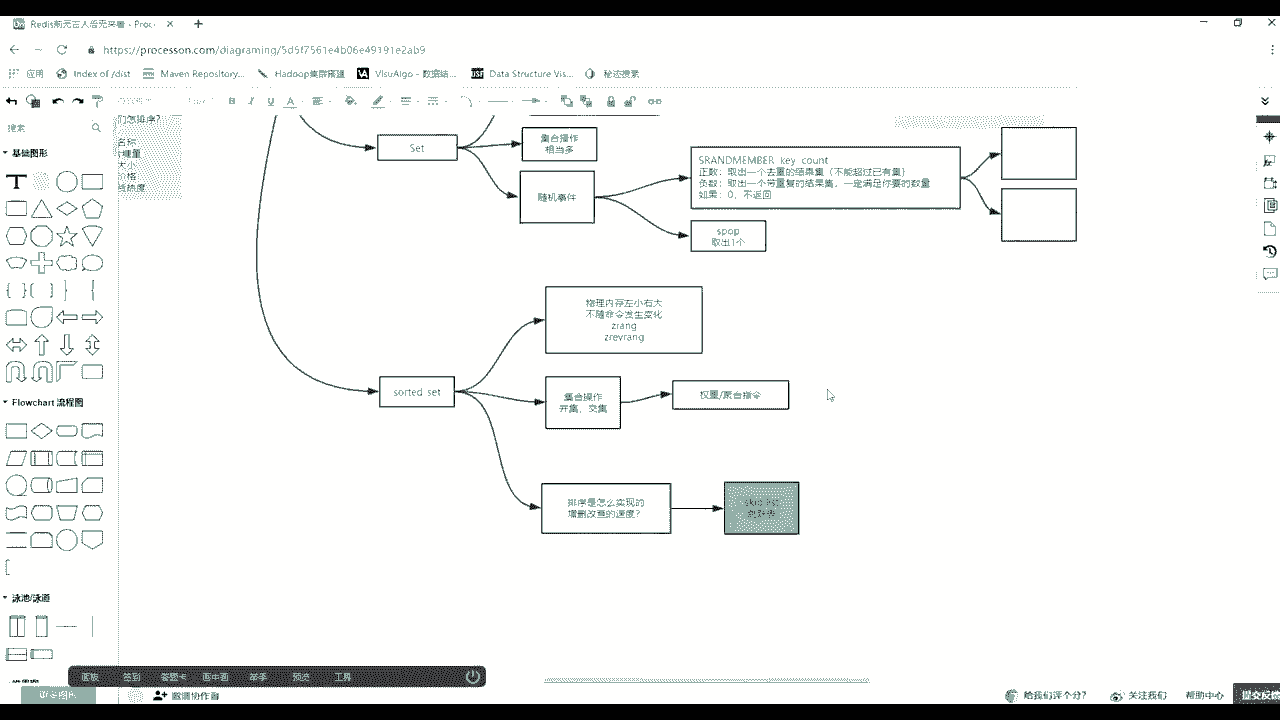 Redis前无古人后无来者 - Proc
https://processon.com/diagraming/5d5f7561e4b06e49191e2ab9
应用
Index of /dist
Maven Repository...
Hadoop集群搭建
VisuAlgo - 数据结...
Data Structure Vis...
秘迹搜索
搜索
基础图形
Flowchart 流程图
泳池/泳道
们怎排序?
名称
大小
价格
Set
集合操作
相当多
随机事件
SRANDMEMBER key count
正数:取出一个去重的结果集(不能超过已有集)
负数:取出一个带重复的结果集,一定满足你要的数量
如果:0,不返回
spop
取出1个
物理内存左小右大
不随命令发生变化
zrang
zrevrang
sorted set
集合操作
并集,交集
权重/聚合指令
排序是怎么实现的
增删改查的速度?
skip list
跳跃表
画板
签到
答题卡
画中画
举手
预览
工具
更多图形
邀请协作者
给我们评个分?
关注我们
帮助中心
提交反馈